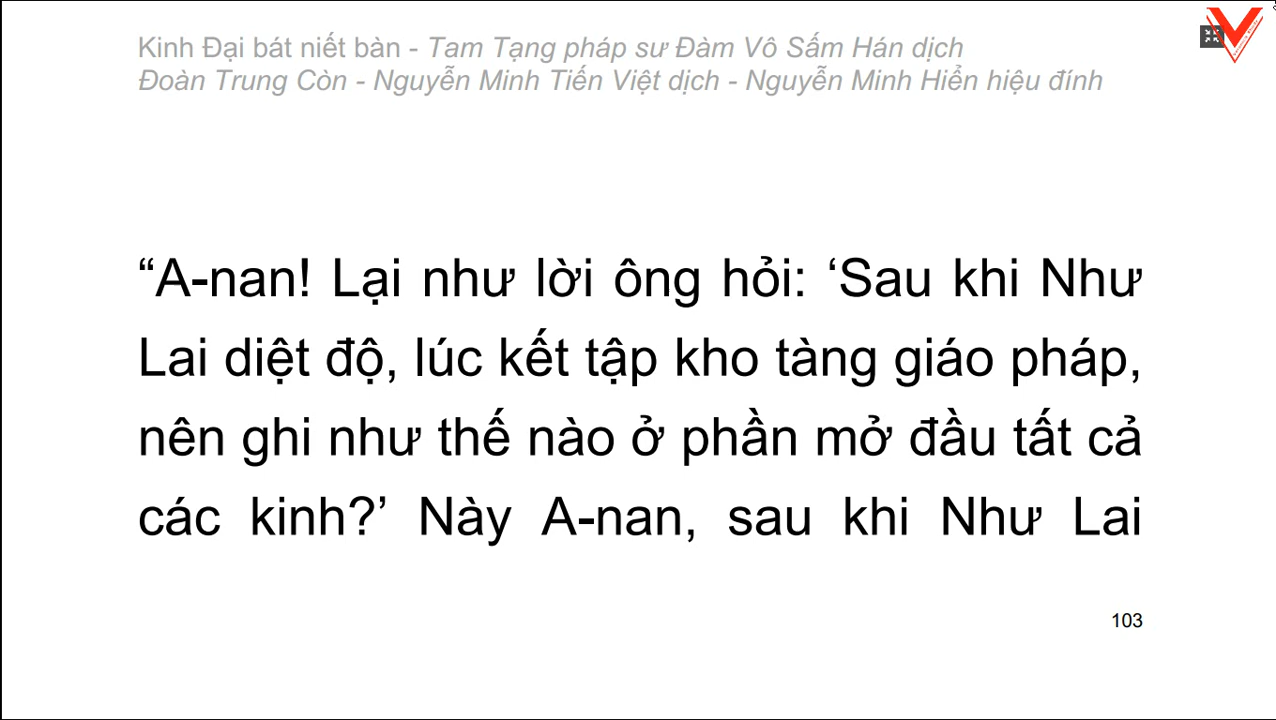 Kinh Đại bát niết bàn - Tam Tạng pháp sư Đàm Vô Sấm Hán dịch
Đoàn Trung Còn - Nguyễn Minh Tiến Việt dịch - Nguyễn Minh Hiển hiệu đính
“A-nan! Lại như lời ông hỏi: ‘Sau khi Như
Lai diệt độ, lúc kết tập kho tàng giáo pháp,
nên ghi như thế nào ở phần mở đầu tất cả
các kinh?’ Này A-nan, sau khi Như Lai
103